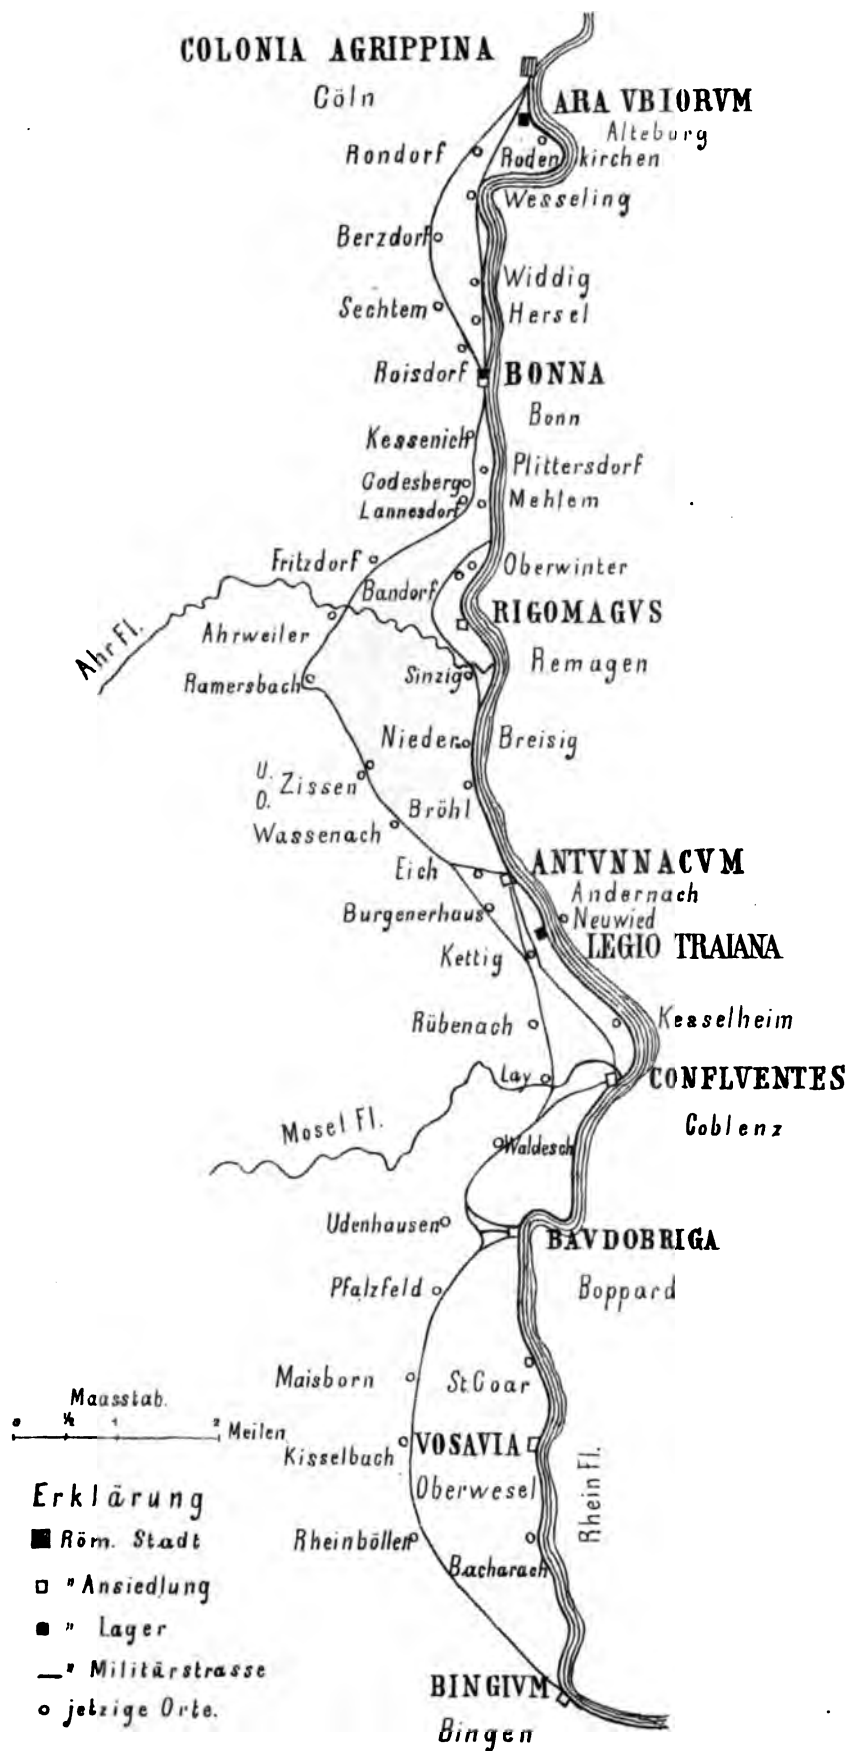 COLONIA AGRIPPINA
Cöln
ARA VBIORVM
Alteburg
Rondorf
Rodenkirchen
Wesseling
Berzdorf
Widdig
Sechtem
Hersel
Roisdorf
BONNA
Bonn
Kessenich
Plittersdorf
Godesberg
Mehlem
Lannesdorf
Fritzdorf
Oberwinter
Bandorf
RIGOMAGVS
Ahrweiler
Ahr Fl.
Remagen
Sinzig
Ramersbach
Nieder Breisig
U.
O. Zissen
Bröhl
Wassenach
ANTVNNACVM
Eich
Andernach
Burgenerhaus
Neuwied
LEGIO TRAIANA
Kettig
Rübenach
Kesselheim
Lay
CONFLVENTES
Mosel Fl.
Coblenz
Waldesch
Udenhausen
BAVDOBRIGA
Pfalzfeld
Boppard
Maisborn
St. Goar
Maasstab.
0 ½ 1 2 Meilen
Kisselbach
VOSAVIA
Oberwesel
Rhein Fl.
Erklärung
Röm. Stadt
" Ansiedlung
" Lager
" Militärstrasse
jetzige Orte.
Rheinböllen
Bacharach
BINGIVM
Bingen